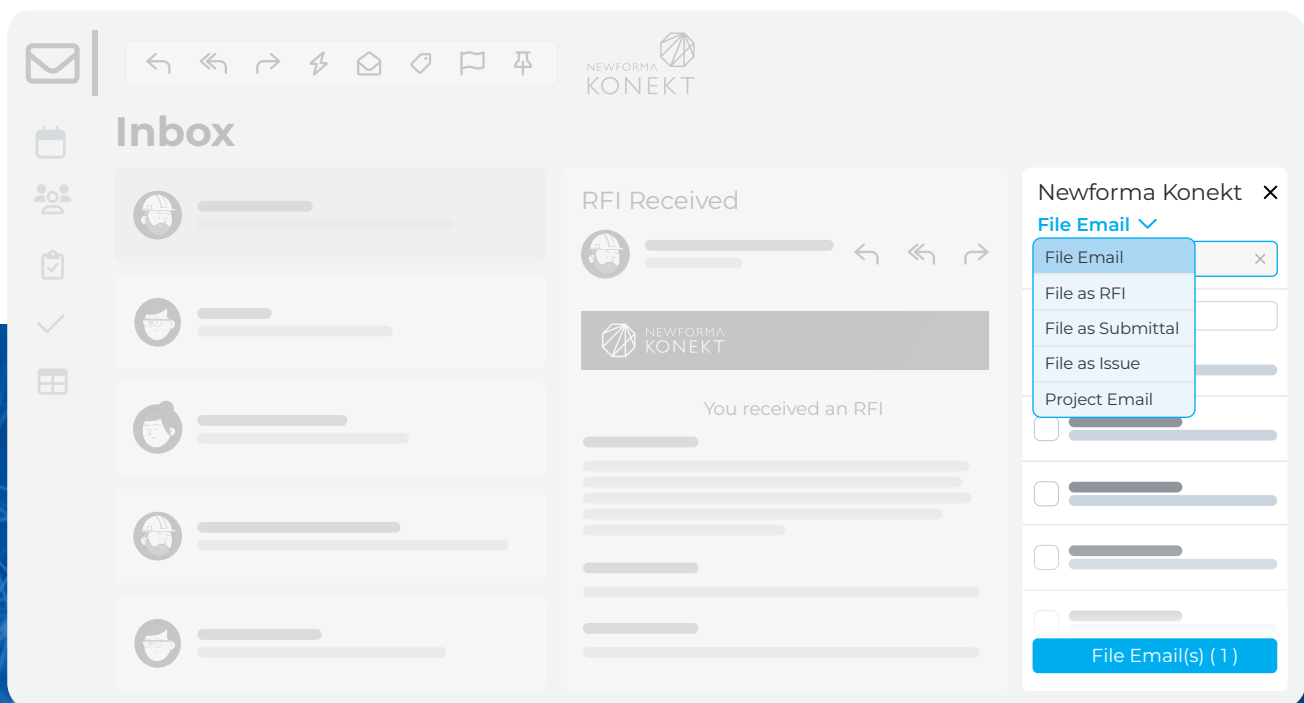 NEWFORMA
KONEKT
Inbox
RFI Received
NEWFORMA
KONEKT
You received an RFI
Newforma Konekt
File Email
File Email
File as RFI
File as Submittal
File as Issue
Project Email
File Email(s) ( 1 )